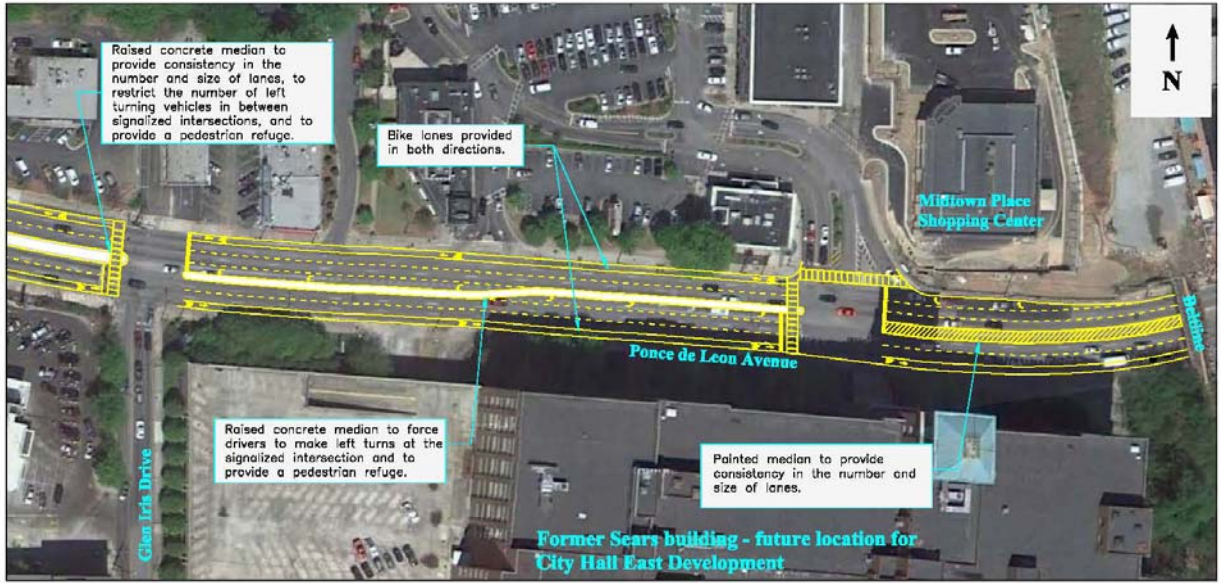 Raised concrete median to
provide consistency in the
number and size of lanes, to
restrict the number of left
turning vehicles in between
signalized intersections, and to
provide a pedestrian refuge.
Bike lanes provided
in both directions.
N
Midtown Place
Shopping Center
Beltline
Ponce de Leon Avenue
Raised concrete median to force
drivers to make left turns at the
signalized intersection and to
provide a pedestrian refuge.
Painted median to provide
consistency in the number and
size of lanes.
Glen Iris Drive
Former Sears building - future location for
City Hall East Development